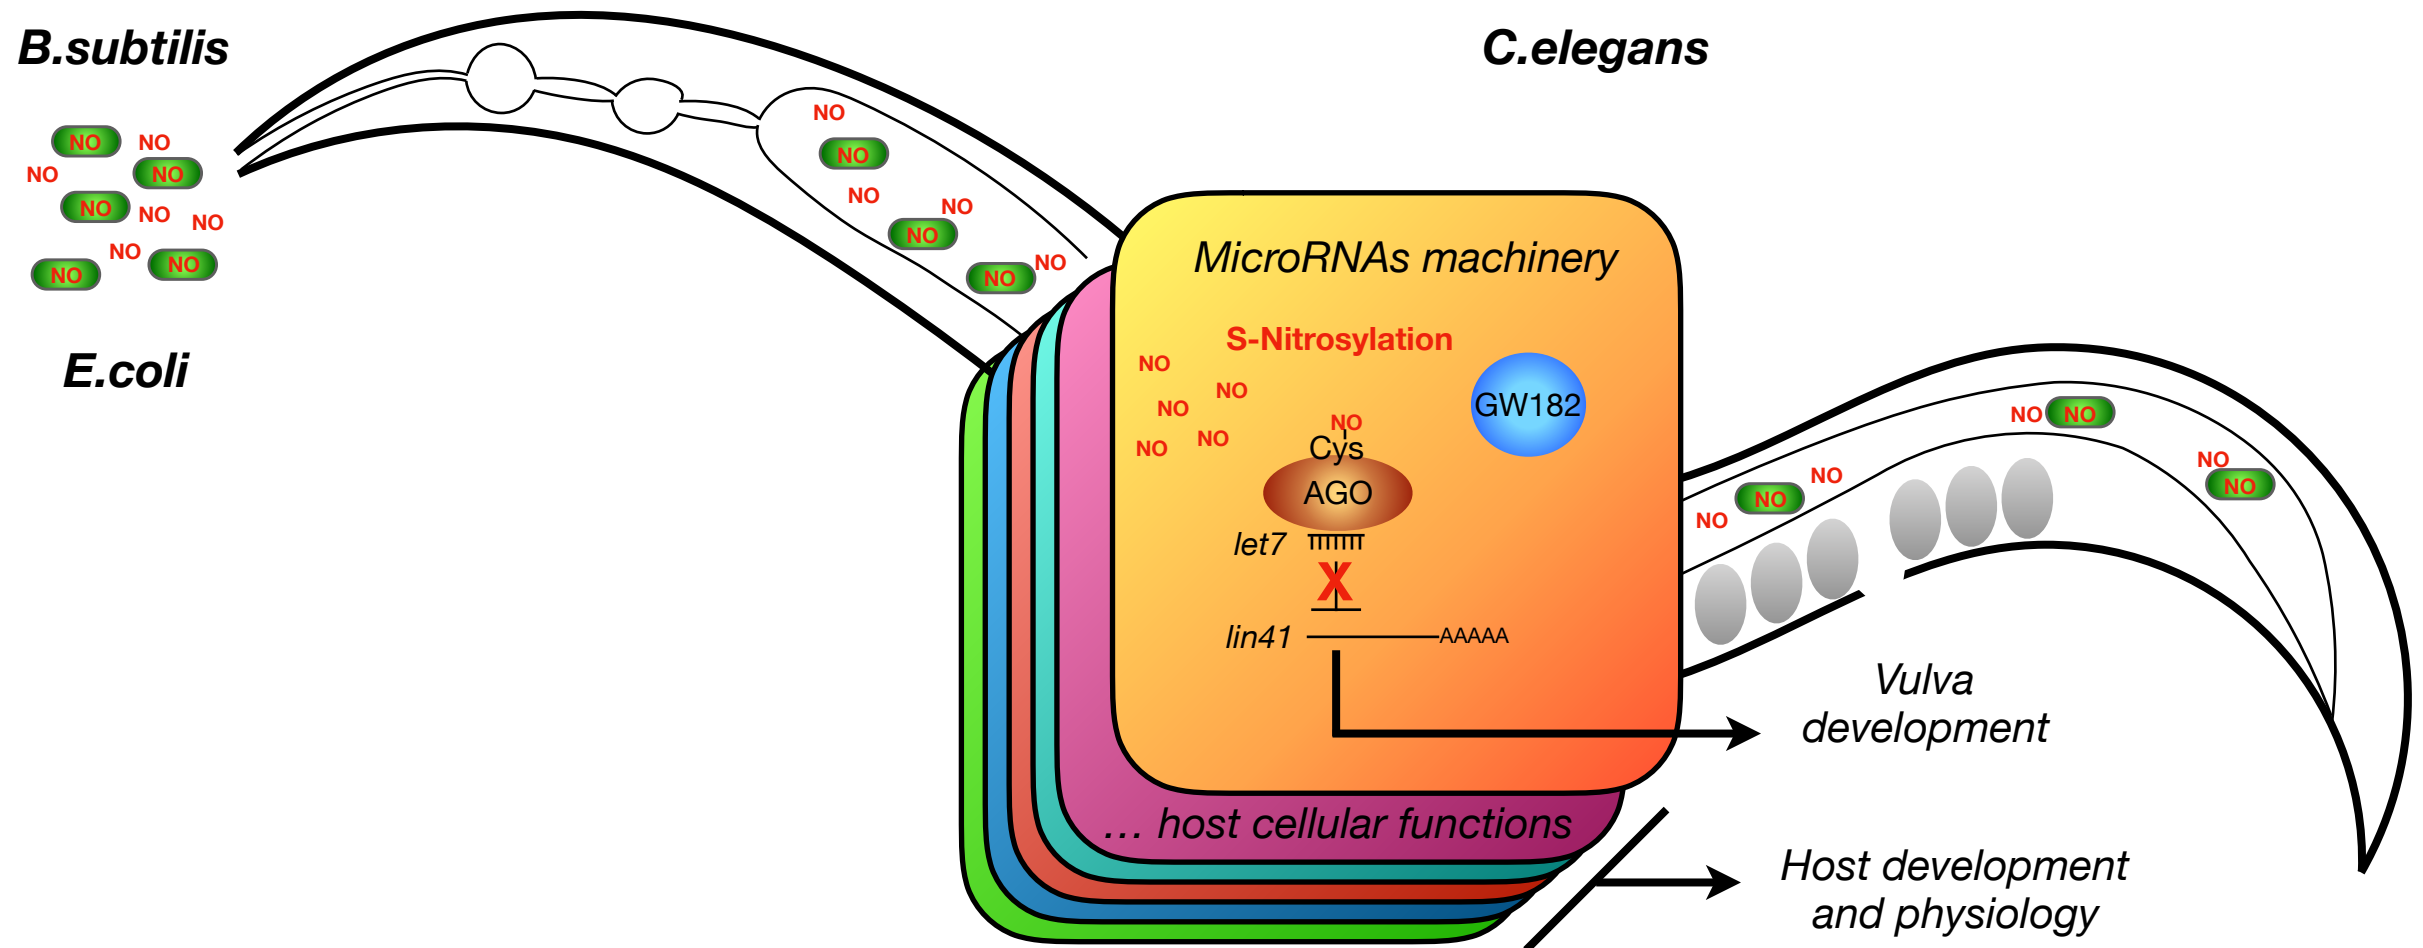 B.subtilis
NO NO
NO NO
NO NO NO
NO NO
NO
E.coli
C.elegans
NO
NO
NO NO
NO
NO NO
MicroRNAs machinery
S-Nitrosylation
NO
NO
NO
NO NO
NO
Cys
AGO
GW182
let7
X
lin41 AAAAA
... host cellular functions
NO NO
NO NO
NO
NO
NO
Vulva
development
Host development
and physiology